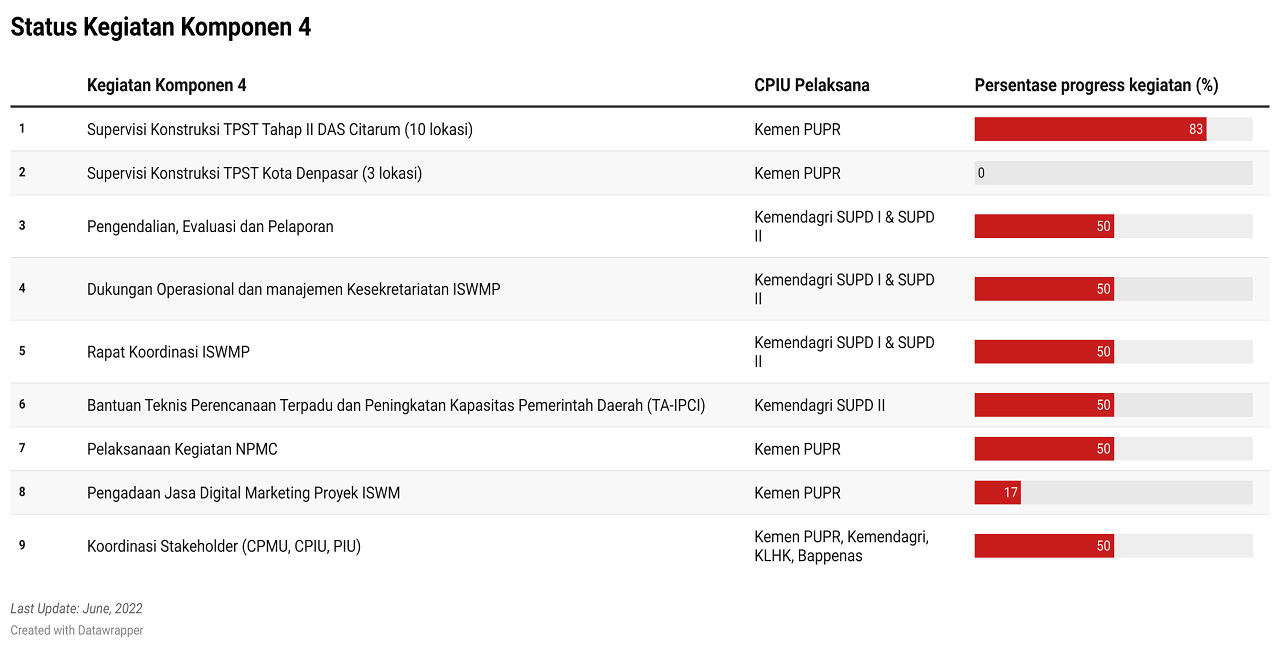 Status Kegiatan Komponen 4
Kegiatan Komponen 4 CPIU Pelaksana Persentase progress kegiatan (%)
1 Supervisi Konstruksi TPST Tahap II DAS Citarum (10 lokasi) Kemen PUPR 83
2 Supervisi Konstruksi TPST Kota Denpasar (3 lokasi) Kemen PUPR 0
3 Pengendalian, Evaluasi dan Pelaporan Kemendagri SUPD I & SUPD 50
II
4 Dukungan Operasional dan manajemen Kesekretariatan ISWMP Kemendagri SUPD I & SUPD 50
II
5 Rapat Koordinasi ISWMP Kemendagri SUPD I & SUPD 50
II
6 Bantuan Teknis Perencanaan Terpadu dan Peningkatan Kapasitas Pemerintah Daerah (TA-IPCI) Kemendagri SUPD II 50
7 Pelaksanaan Kegiatan NPMC Kemen PUPR 50
8 Pengadaan Jasa Digital Marketing Proyek ISWM Kemen PUPR 17
9 Koordinasi Stakeholder (CPMU, CPIU, PIU) Kemen PUPR, Kemendagri, 50
KLHK, Bappenas
Last Update: June, 2022
Created with Datawrapper